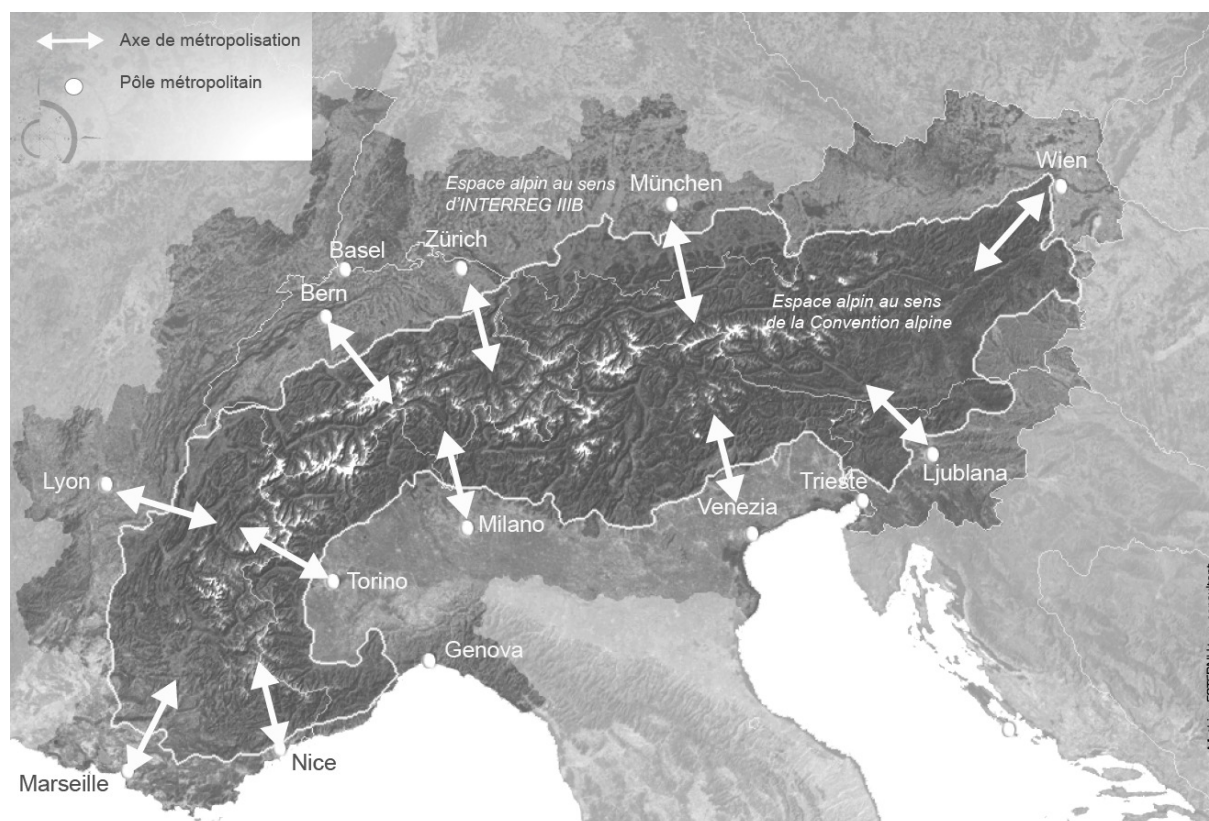 Axe de métropolisation
Pôle métropolitain
Wien
Espace alpin au sens
d'INTERREG IIIB
München
Basel
Zürich
Bern
Espace alpin au sens
de la Convention alpine
Lyon
Milano
Venezia
Trieste
Ljublana
Torino
Genova
Nice
Marseille